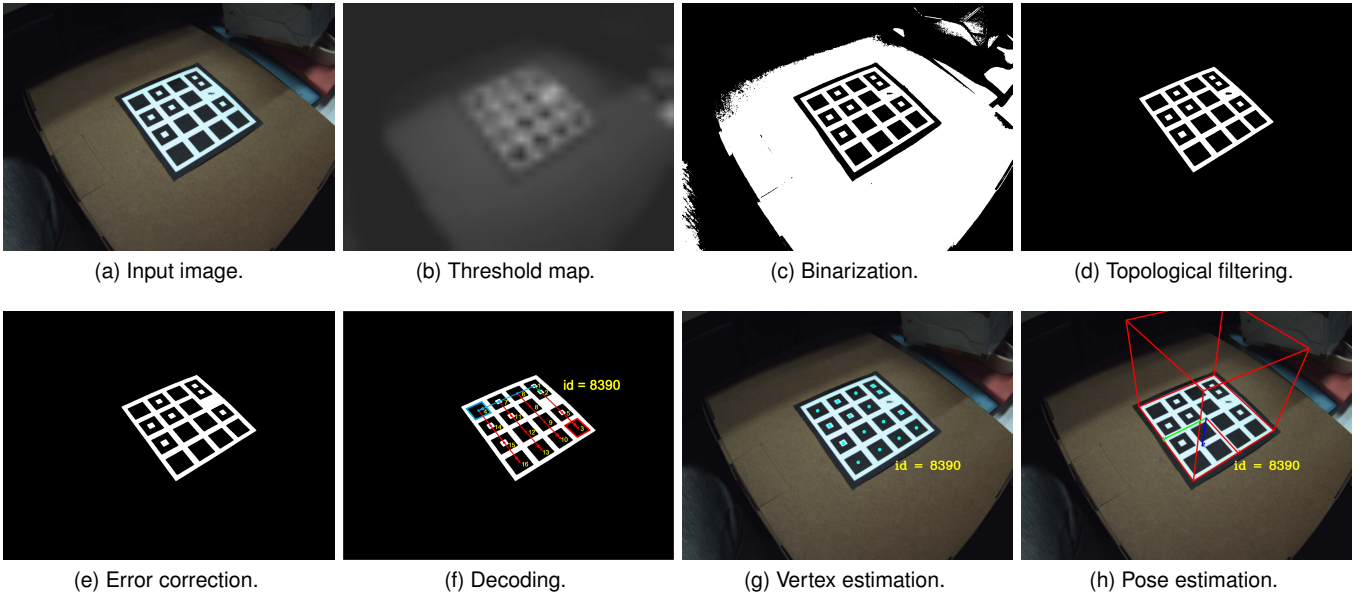 (a) Input image.
(b) Threshold map.
(c) Binarization.
(d) Topological filtering.
id = 8390
id = 8390
id = 8390
(e) Error correction.
(f) Decoding.
(g) Vertex estimation.
(h) Pose estimation.